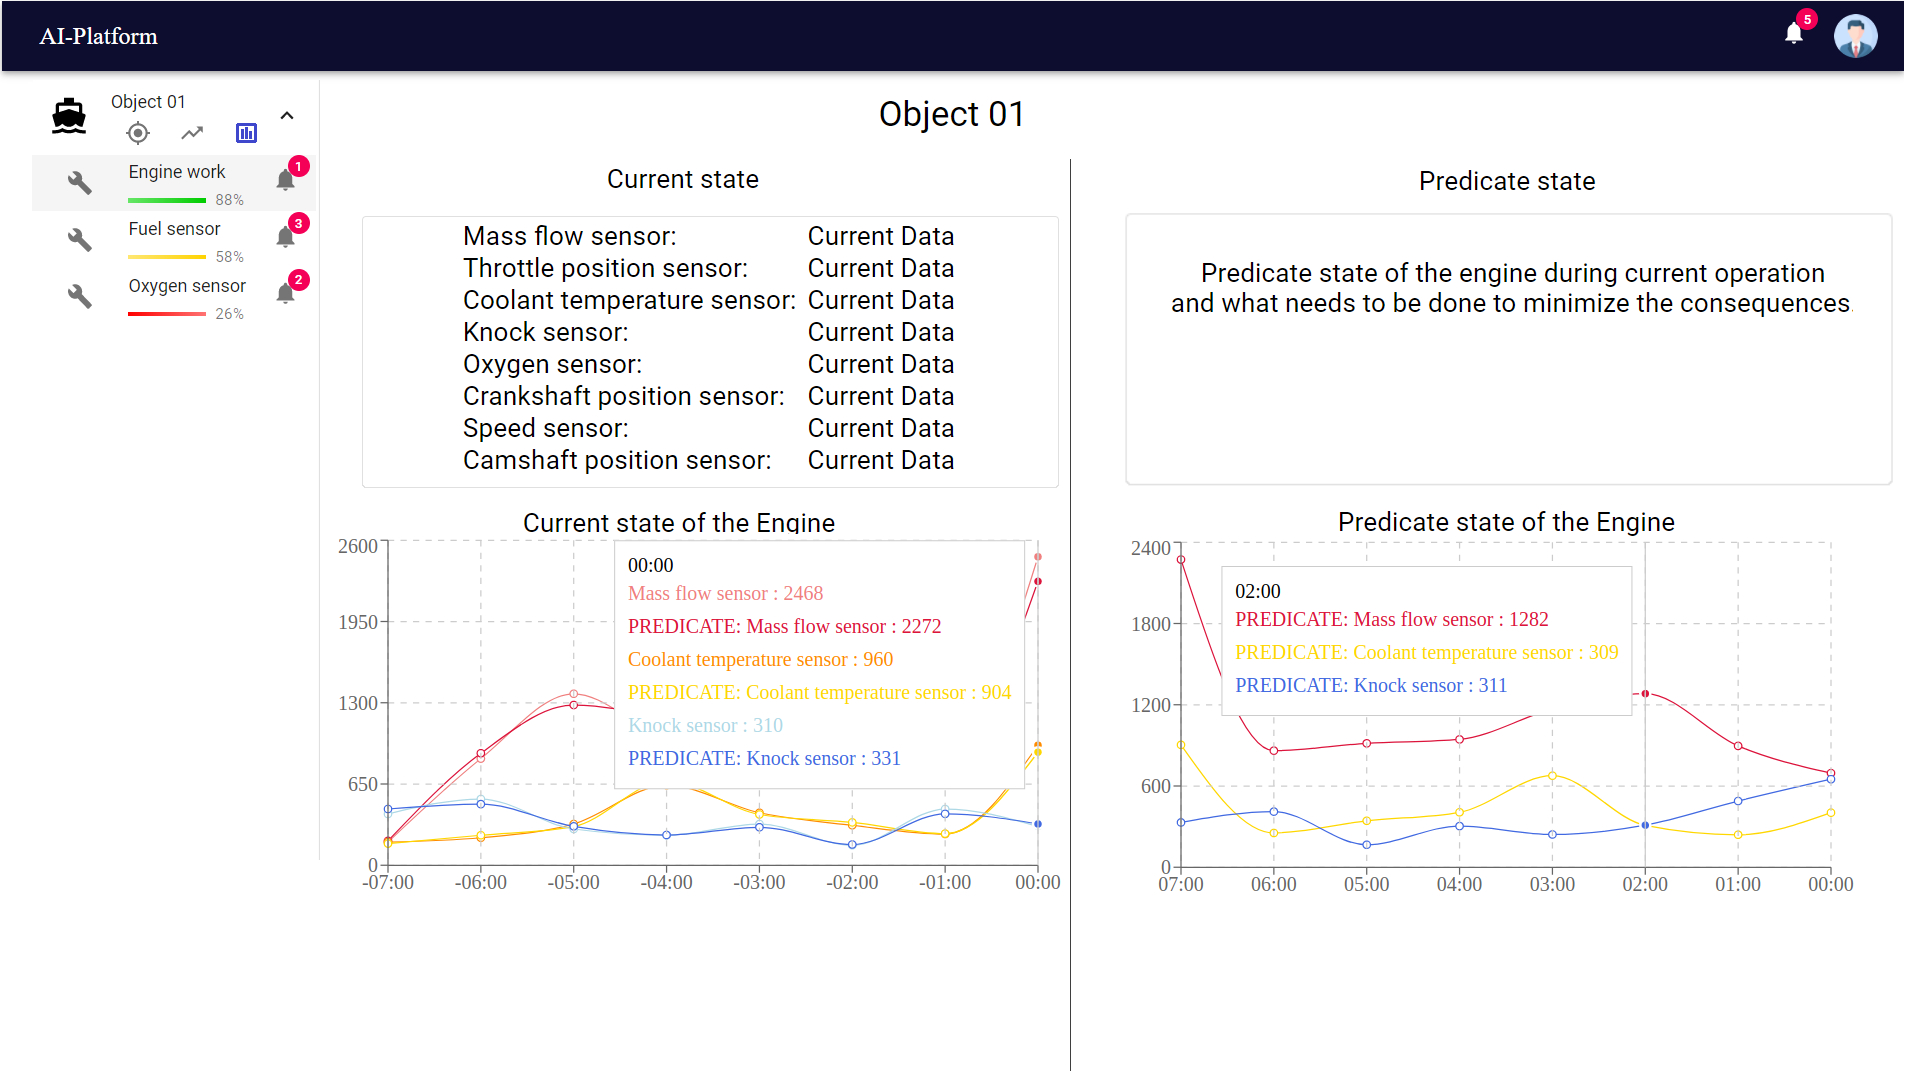 AI-Platform
5
Object 01
Engine work
1
88%
Fuel sensor
3
58%
Oxygen sensor
2
26%
Object 01
Current state
Mass flow sensor: Current Data
Throttle position sensor: Current Data
Coolant temperature sensor: Current Data
Knock sensor: Current Data
Oxygen sensor: Current Data
Crankshaft position sensor: Current Data
Speed sensor: Current Data
Camshaft position sensor: Current Data
Current state of the Engine
2600
1950
1300
650
0
-07:00 -06:00 -05:00 -04:00 -03:00 -02:00 -01:00 00:00
00:00
Mass flow sensor : 2468
PREDICATE: Mass flow sensor : 2272
Coolant temperature sensor : 960
PREDICATE: Coolant temperature sensor : 904
Knock sensor : 310
PREDICATE: Knock sensor : 331
Predicate state
Predicate state of the engine during current operation
and what needs to be done to minimize the consequences.
Predicate state of the Engine
2400
1800
1200
600
0
07:00 06:00 05:00 04:00 03:00 02:00 01:00 00:00
02:00
PREDICATE: Mass flow sensor : 1282
PREDICATE: Coolant temperature sensor : 309
PREDICATE: Knock sensor : 311